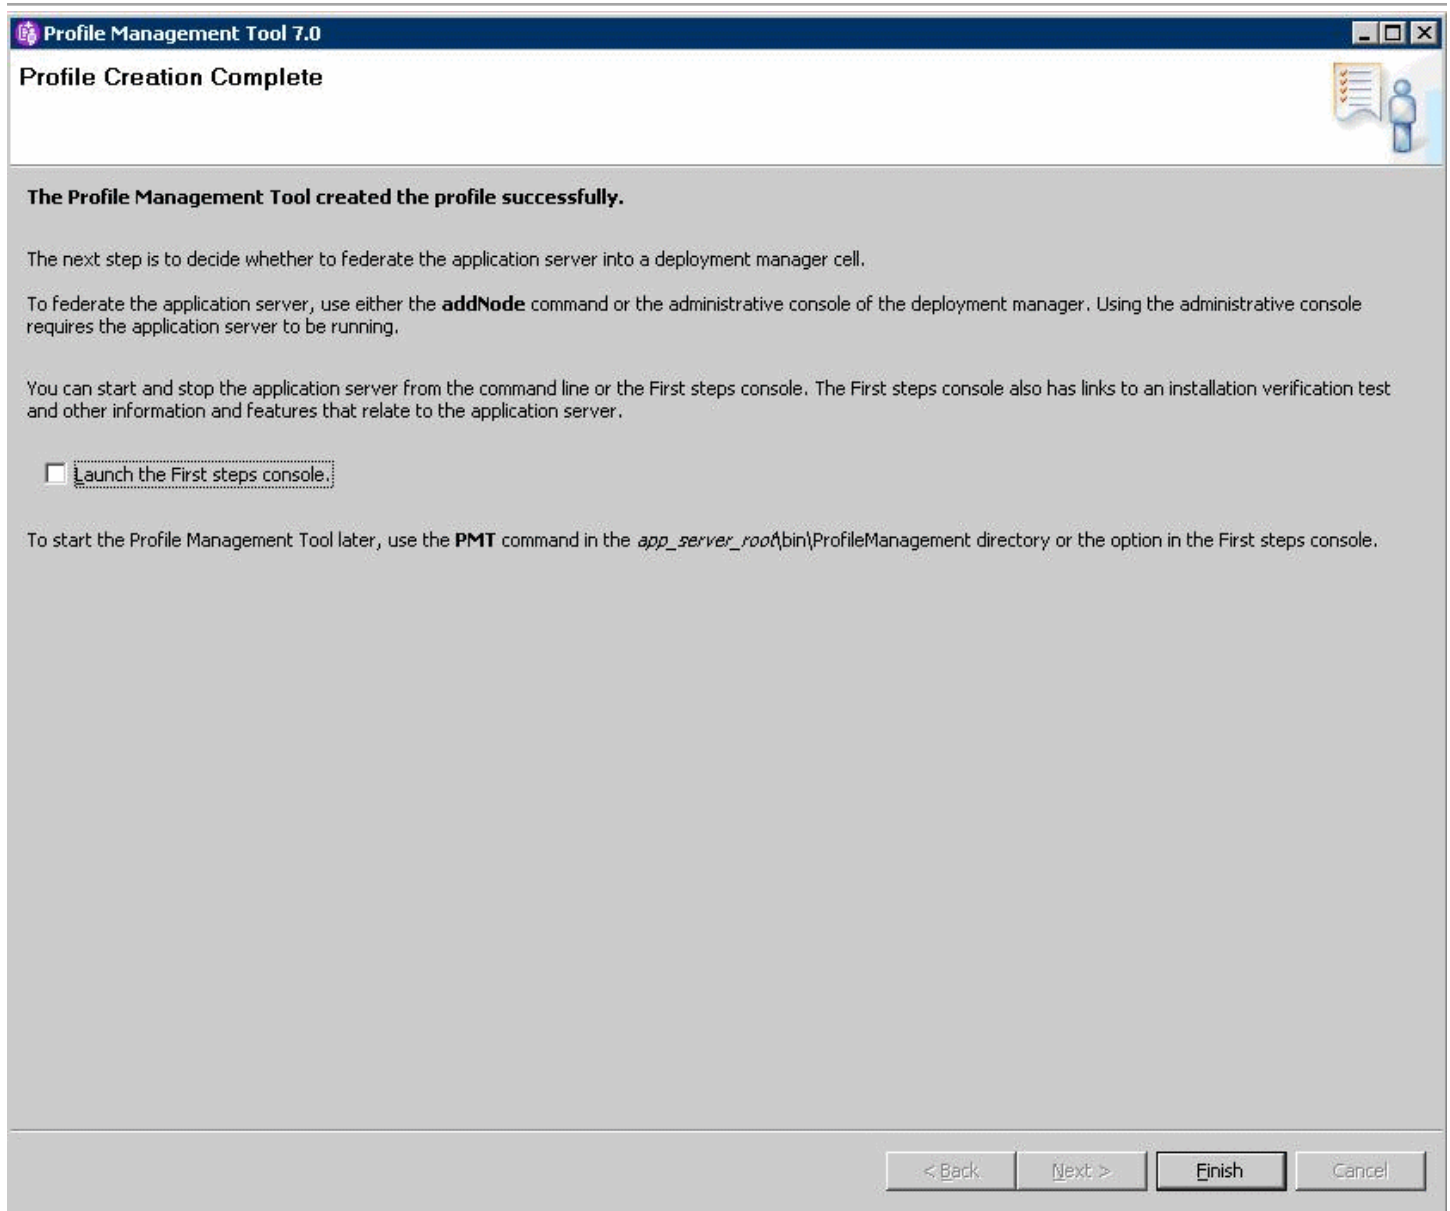 Profile Management Tool 7.0
Profile Creation Complete
The Profile Management Tool created the profile successfully.
The next step is to decide whether to federate the application server into a deployment manager cell.
To federate the application server, use either the addNode command or the administrative console of the deployment manager. Using the administrative console
requires the application server to be running.
You can start and stop the application server from the command line or the First steps console. The First steps console also has links to an installation verification test
and other information and features that relate to the application server.
Launch the First steps console.
To start the Profile Management Tool later, use the PMT command in the app_server_root\bin\ProfileManagement directory or the option in the First steps console.
< Back Next > Finish Cancel